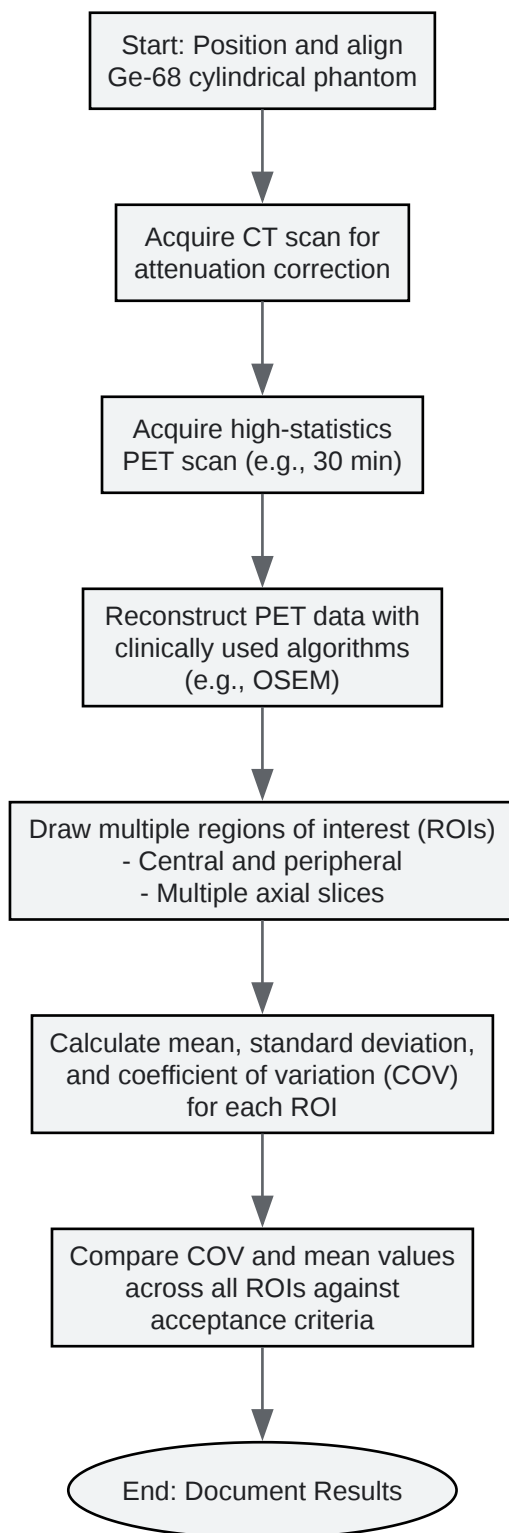 Start: Position and align
Ge-68 cylindrical phantom
Acquire CT scan for
attenuation correction
Acquire high-statistics
PET scan (e.g., 30 min)
Reconstruct PET data with
clinically used algorithms
(e.g., OSEM)
Draw multiple regions of interest (ROIs)
- Central and peripheral
- Multiple axial slices
Calculate mean, standard deviation,
and coefficient of variation (COV)
for each ROI
Compare COV and mean values
across all ROIs against
acceptance criteria
End: Document Results